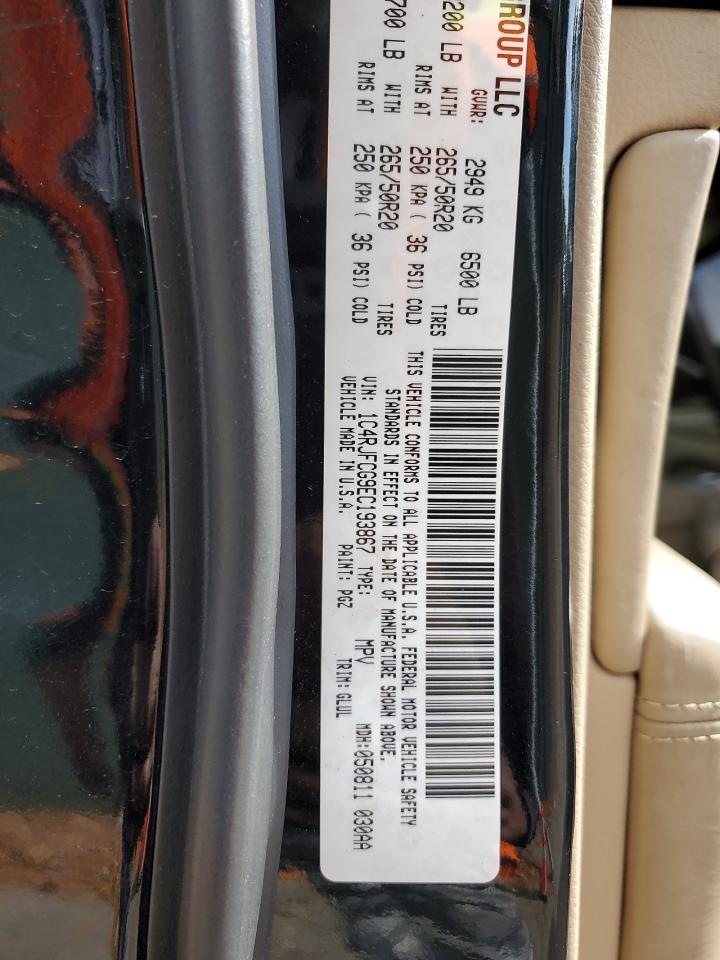 GROUP LLC
GVWR: 2949 KG 6500 LB
200 LB WITH 265/50R20 TIRES
RIMS AT 250 KPA ( 36 PSI) COLD
700 LB WITH 265/50R20 TIRES
RIMS AT 250 KPA ( 36 PSI) COLD
THIS VEHICLE CONFORMS TO ALL APPLICABLE U.S.A. FEDERAL MOTOR VEHICLE SAFETY
STANDARDS IN EFFECT ON THE DATE OF MANUFACTURE SHOWN ABOVE.
VIN: 1C4RJFCG9EC193867 TYPE: MPV MDH:050811 030AA
VEHICLE MADE IN U.S.A. PAINT: PGZ TRIM: GLUL